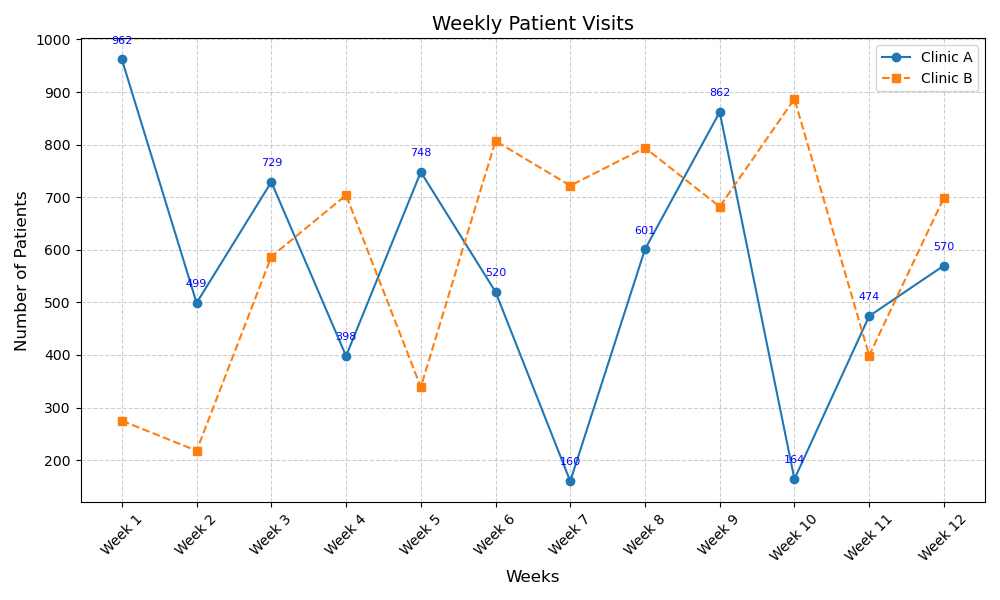 Weekly Patient Visits
Clinic A
Clinic B
Number of Patients
1000
900
800
700
600
500
400
300
200
962
499
729
398
748
520
160
601
862
164
474
570
Week 1
Week 2
Week 3
Week 4
Week 5
Week 6
Week 7
Week 8
Week 9
Week 10
Week 11
Week 12
Weeks